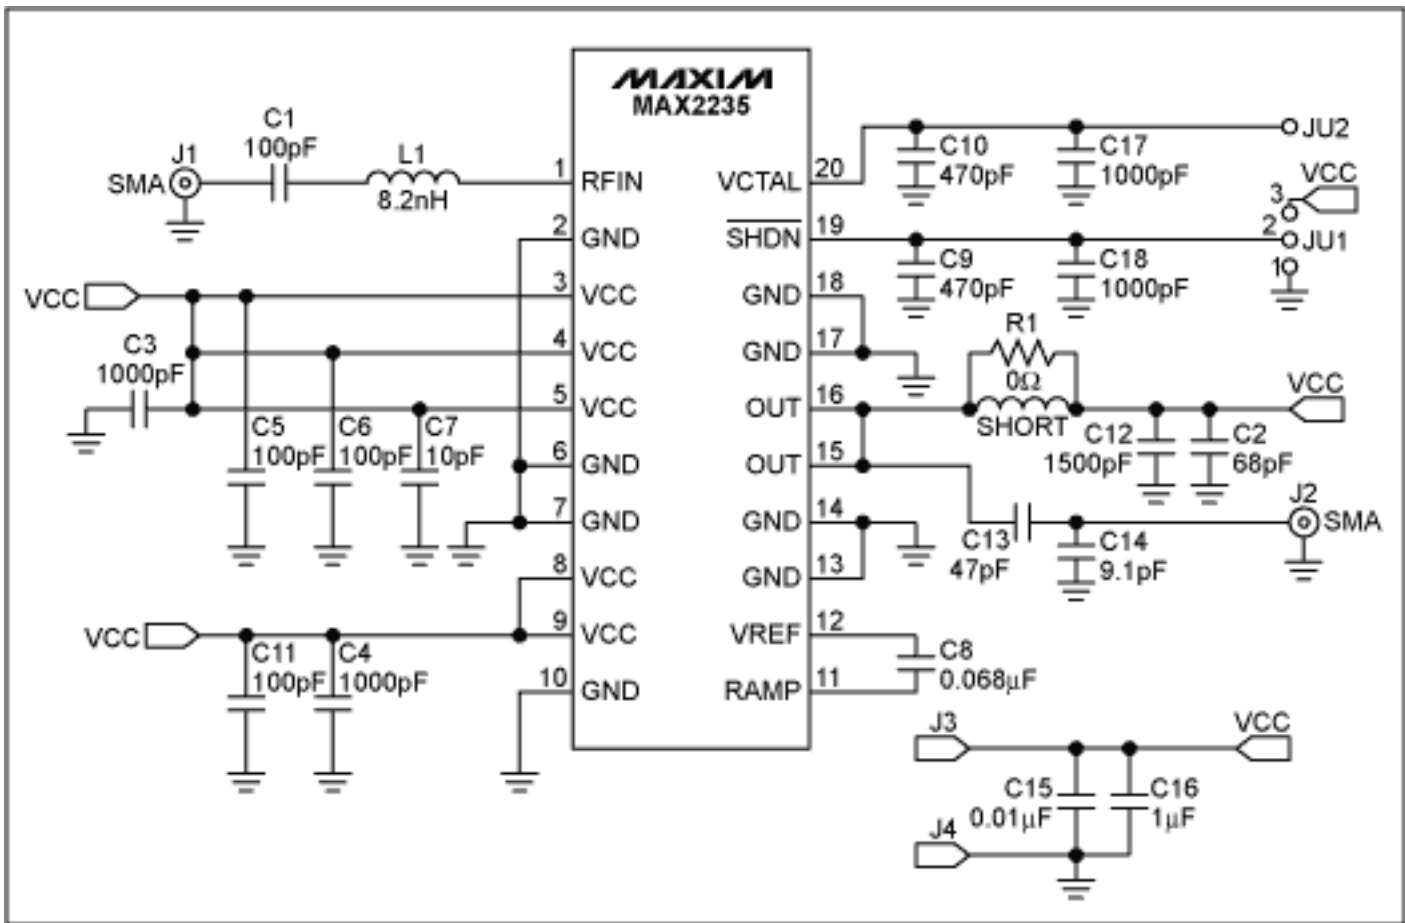 MAXIM
MAX2235
J1
SMA
C1
100pF
L1
8.2nH
1 RFIN
2 GND
VCC
3 VCC
4 VCC
C3
1000pF
5 VCC
C5
100pF
C6
100pF
C7
10pF
6 GND
7 GND
8 VCC
VCC
9 VCC
C11
100pF
C4
1000pF
10 GND
VCTAL 20
C10
470pF
C17
1000pF
JU2
VCC
3
SHDN 19
2
JU1
1
C9
470pF
C18
1000pF
GND 18
GND 17
R1
0Ω
OUT 16
SHORT
VCC
C12
1500pF
C2
68pF
OUT 15
J2
SMA
GND 14
C13
47pF
C14
9.1pF
GND 13
VREF 12
C8
0.068μF
RAMP 11
J3
VCC
C15
0.01μF
C16
1μF
J4